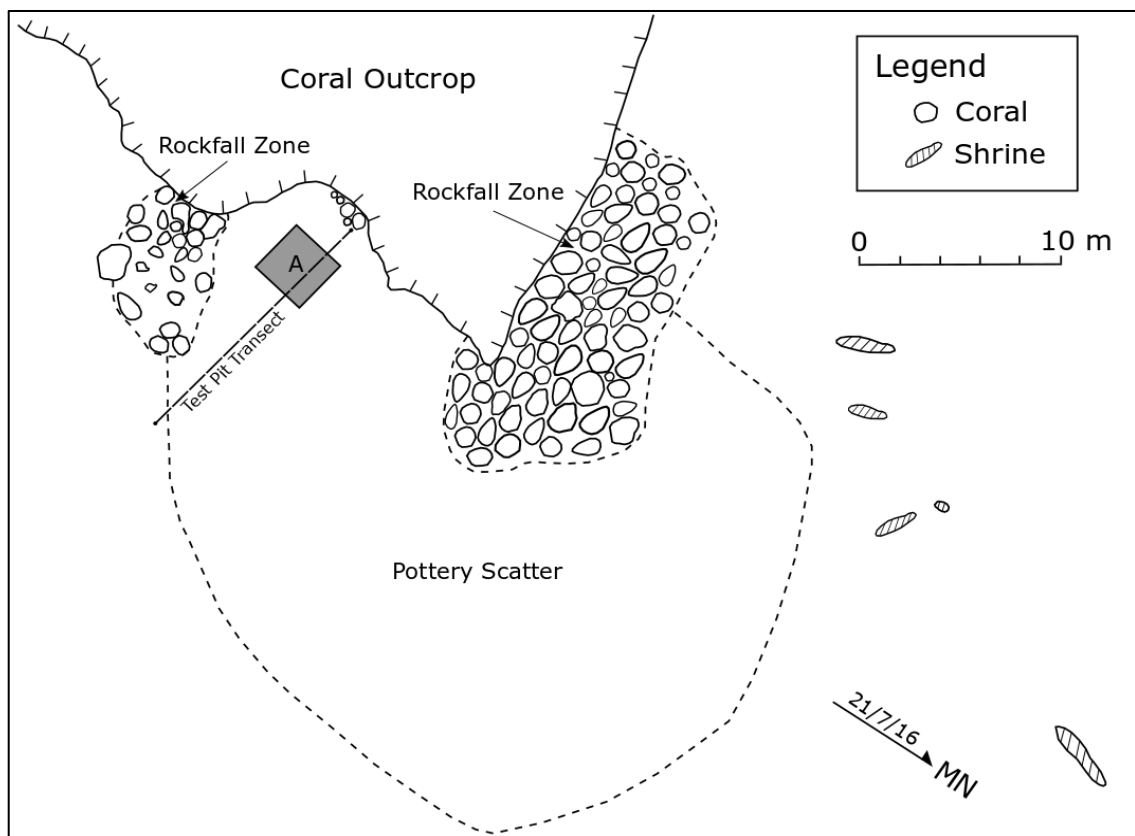 Coral Outcrop
Legend
Coral
Shrine
Rockfall Zone
Rockfall Zone
0 10 m
A
Test Pit Transect
Pottery Scatter
21/7/16
MN